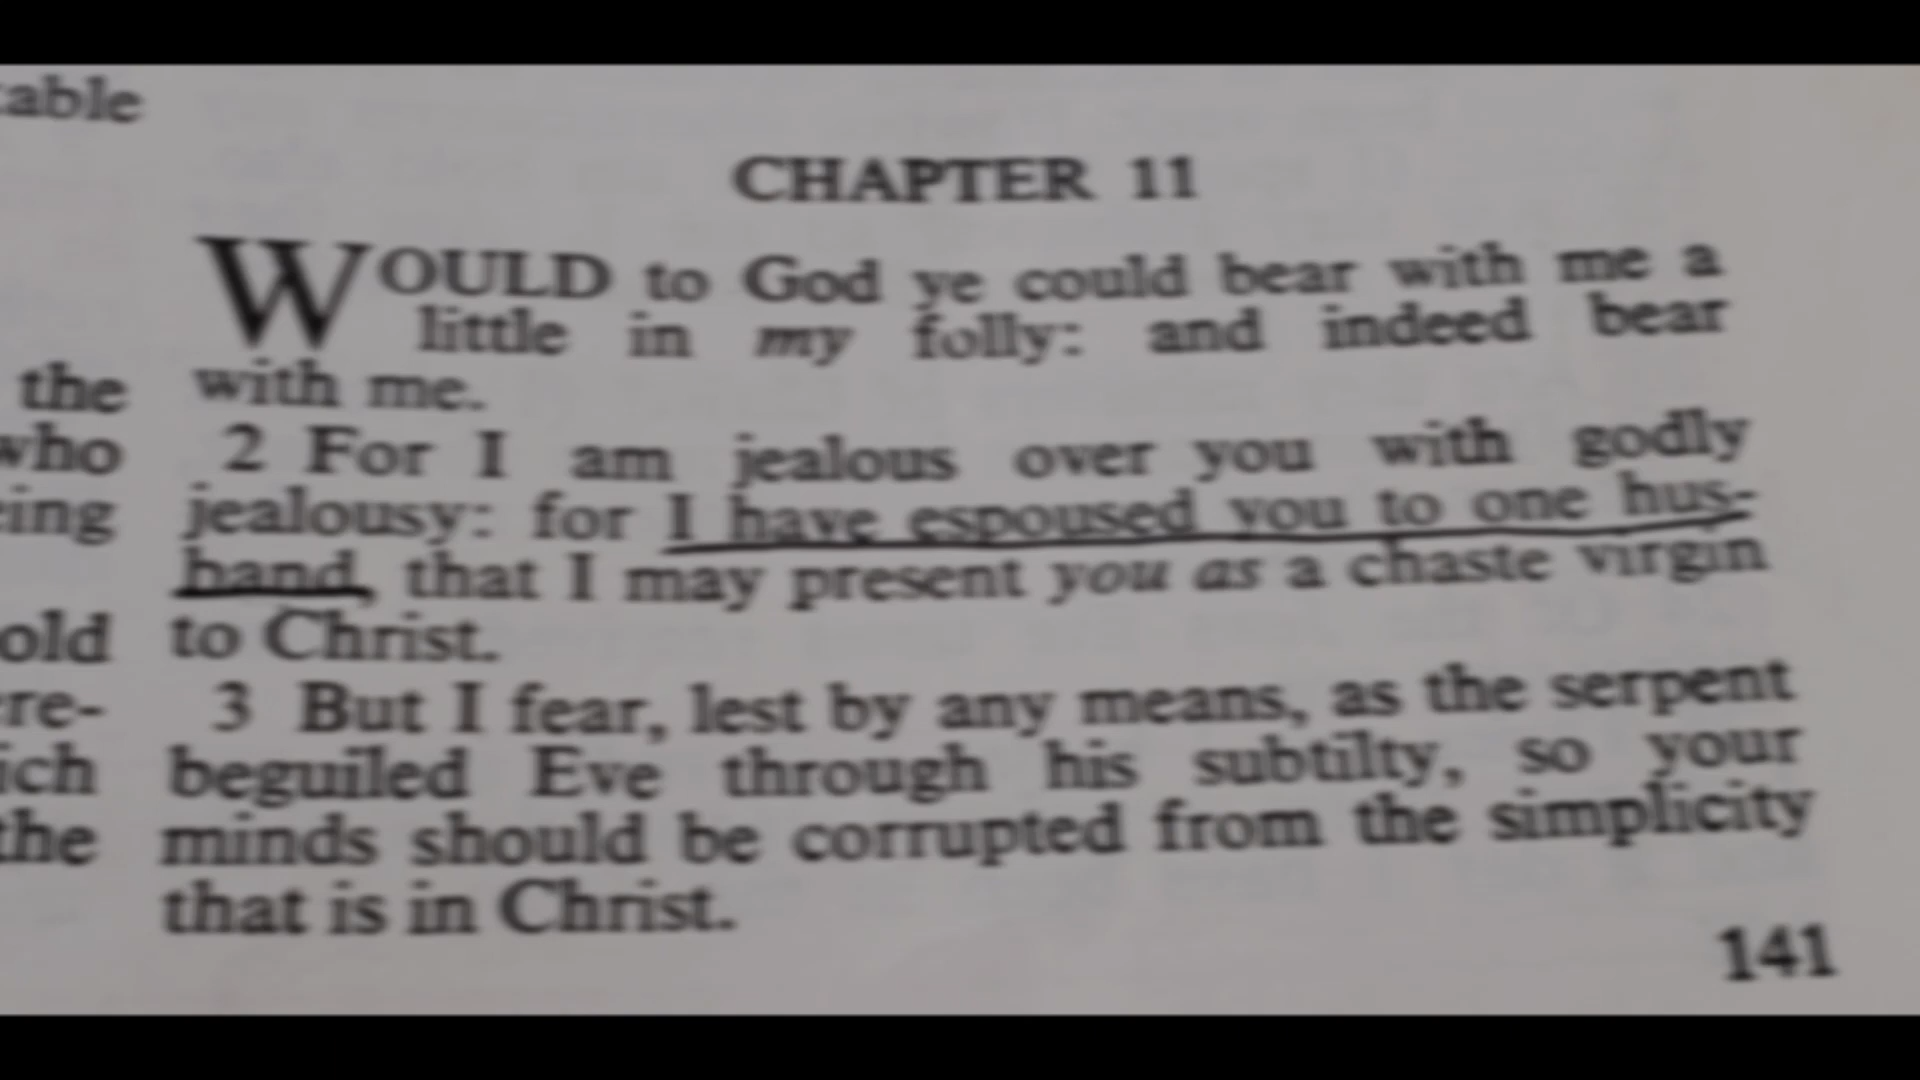 table
the
who
eing
old
re-
ich
the
CHAPTER 11
WOULD to God ye could bear with me a
little in my folly: and indeed bear
with me.
2 For I am jealous over you with godly
jealousy: for I have espoused you to one hus-
band, that I may present you as a chaste virgin
to Christ.
3 But I fear, lest by any means, as the serpent
beguiled Eve through his subtilty, so your
minds should be corrupted from the simplicity
that is in Christ.
141